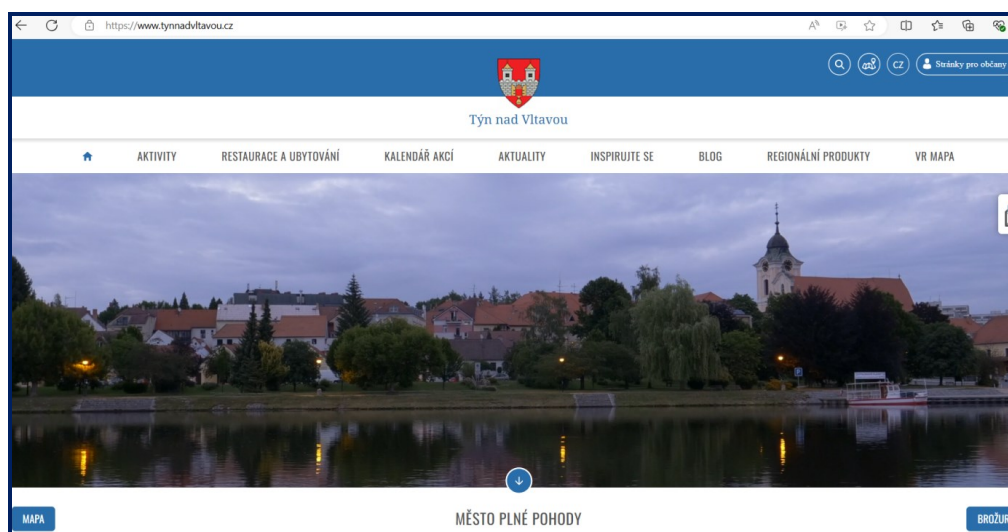 https://www.tynnadvltavou.cz
CZ
Stránky pro občany
Týn nad Vltavou
AKTIVITY
RESTAURACE A UBYTOVÁNÍ
KALENDÁŘ AKCÍ
AKTUALITY
INSPIRUJTE SE
BLOG
REGIONÁLNÍ PRODUKTY
VR MAPA
MAPA
MĚSTO PLNÉ POHODY